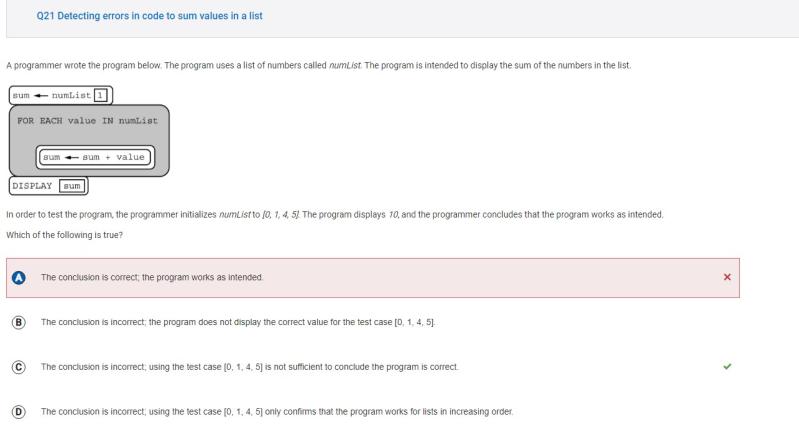 Q21 Detecting errors in code to sum values in a list
A programmer wrote the program below. The program uses a list of numbers called numList. The program is intended to display the sum of the numbers in the list.
sum ← numList 1
FOR EACH value IN numList
sum ← sum + value
DISPLAY sum
In order to test the program, the programmer initializes numList to [0, 1, 4, 5]. The program displays 10, and the programmer concludes that the program works as intended.
Which of the following is true?
A The conclusion is correct; the program works as intended.
B The conclusion is incorrect; the program does not display the correct value for the test case [0, 1, 4, 5].
C The conclusion is incorrect; using the test case [0, 1, 4, 5] is not sufficient to conclude the program is correct.
D The conclusion is incorrect; using the test case [0, 1, 4, 5] only confirms that the program works for lists in increasing order.